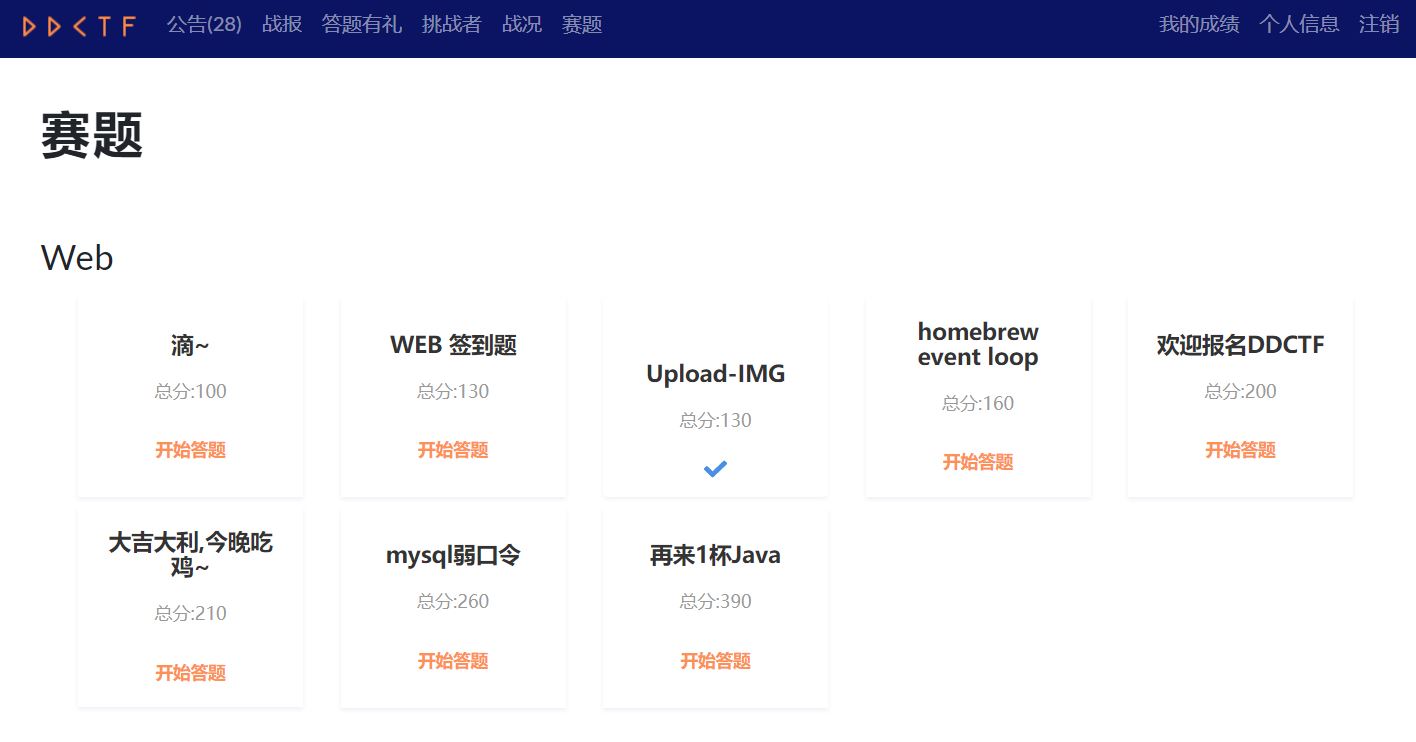 DDCTF 公告(28) 战报 答题有礼 挑战者 战况 赛题 我的成绩 个人信息 注销
赛题
Web
滴~
总分:100
开始答题
WEB 签到题
总分:130
开始答题
Upload-IMG
总分:130
homebrew
event loop
总分:160
开始答题
欢迎报名DDCTF
总分:200
开始答题
大吉大利,今晚吃
鸡~
总分:210
开始答题
mysql弱口令
总分:260
开始答题
再来1杯Java
总分:390
开始答题